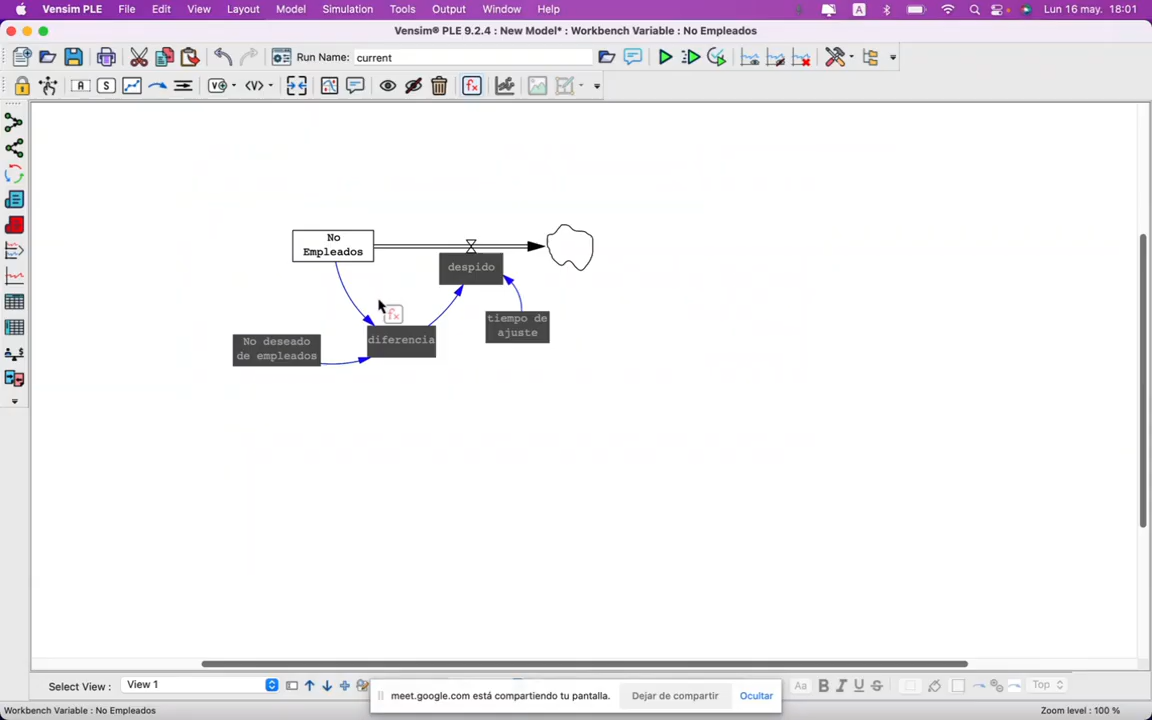 Vensim PLE File Edit View Layout Model Simulation Tools Output Window Help A Lun 16 may. 18:01
Vensim® PLE 9.2.4 : New Model* : Workbench Variable : No Empleados
Run Name: current
A S V <V> fx
No
Empleados
despido
fx
tiempo de
ajuste
No deseado
de empleados
diferencia
Select View : View 1
meet.google.com está compartiendo tu pantalla. Dejar de compartir Ocultar
Aa B I U S Top
Workbench Variable : No Empleados Zoom level : 100 %